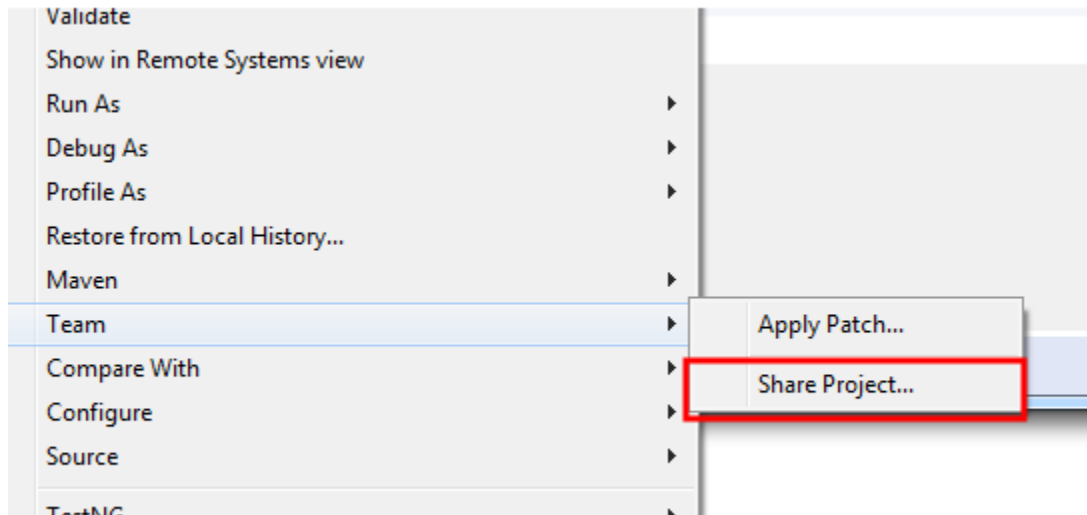 Validate
Show in Remote Systems view
Run As
Debug As
Profile As
Restore from Local History...
Maven
Team
Apply Patch...
Compare With
Share Project...
Configure
Source
TestNG